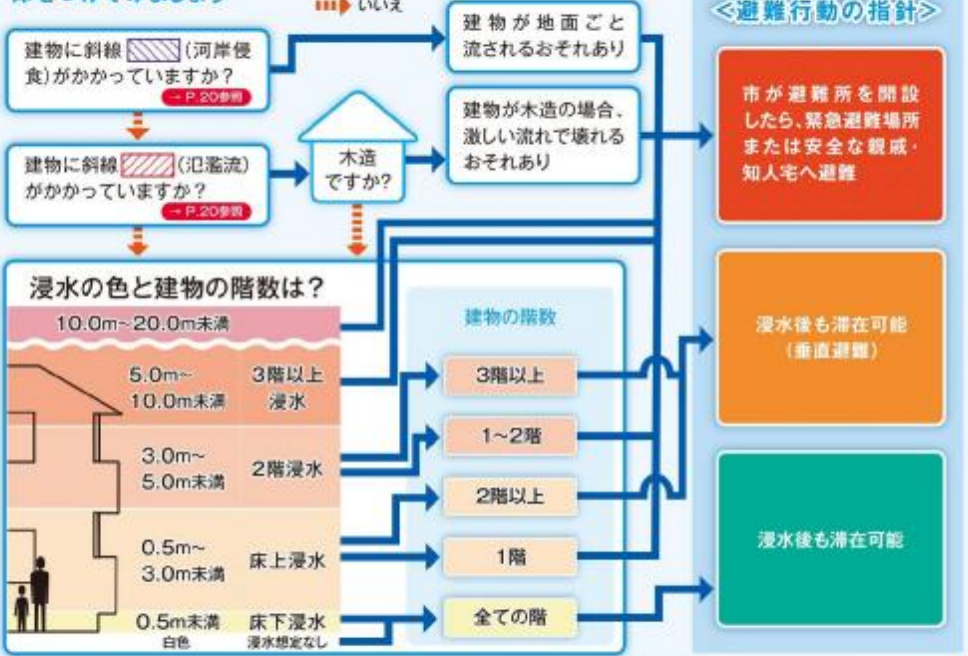 いいえ
<避難行動の指針>
建物に斜線 (河岸侵
食)がかかっていますか？
→ P.20参照
建物が地面ごと
流されるおそれあり
建物に斜線 (氾濫流)
がかかっていますか？
→ P.20参照
木造
ですか?
建物が木造の場合、
激しい流れで壊れる
おそれあり
市が避難所を開設
したら、緊急避難場所
または安全な親戚・
知人宅へ避難
浸水の色と建物の階数は？
10.0m~20.0m未満
5.0m~
10.0m未満
3階以上
浸水
3.0m~
5.0m未満
2階浸水
0.5m~
3.0m未満
床上浸水
0.5m未満
床下浸水
白色
浸水想定なし
建物の階数
3階以上
1~2階
2階以上
1階
全ての階
浸水後も滞在可能
(垂直避難)
浸水後も滞在可能